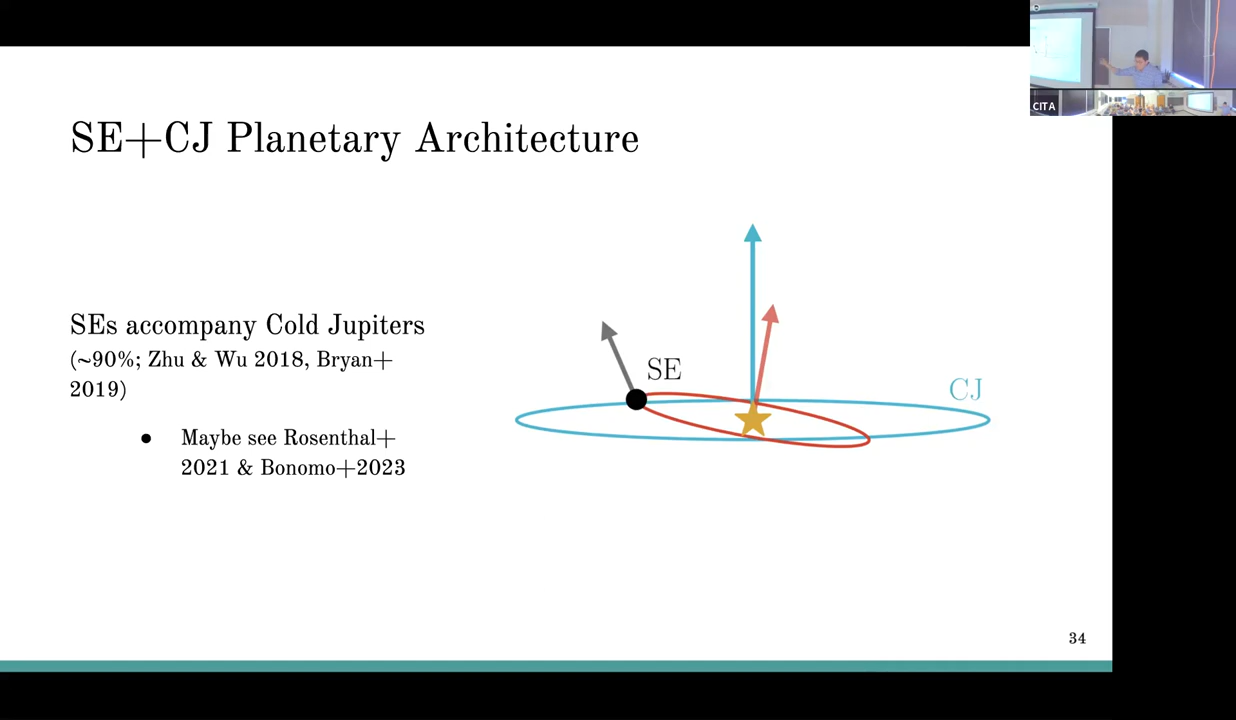 SE+CJ Planetary Architecture
SEs accompany Cold Jupiters
(~90%; Zhu & Wu 2018, Bryan+
2019)
● Maybe see Rosenthal+
2021 & Bonomo+2023
SE
CJ
34
CITA